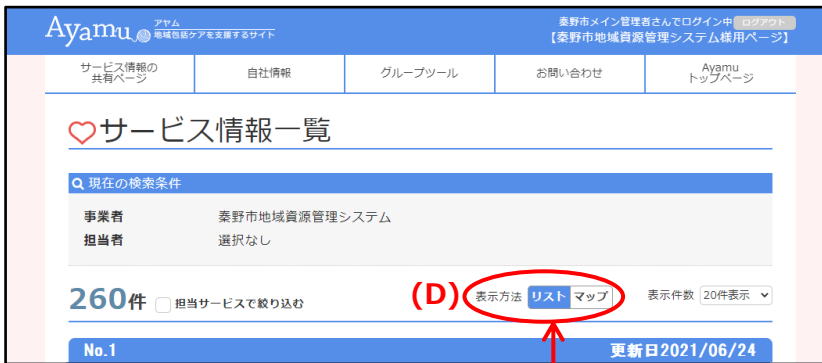 Ayamu アヤム 地域包括ケアを支援するサイト
秦野市メイン管理者さんでログイン中 ログアウト
【秦野市地域資源管理システム様用ページ】
サービス情報の
共有ページ
自社情報
グループツール
お問い合わせ
Ayamu
トップページ
サービス情報一覧
現在の検索条件
事業者 秦野市地域資源管理システム
担当者 選択なし
260件 担当サービスで絞り込む (D) 表示方法 リスト マップ 表示件数 20件表示
No.1 更新日2021/06/24